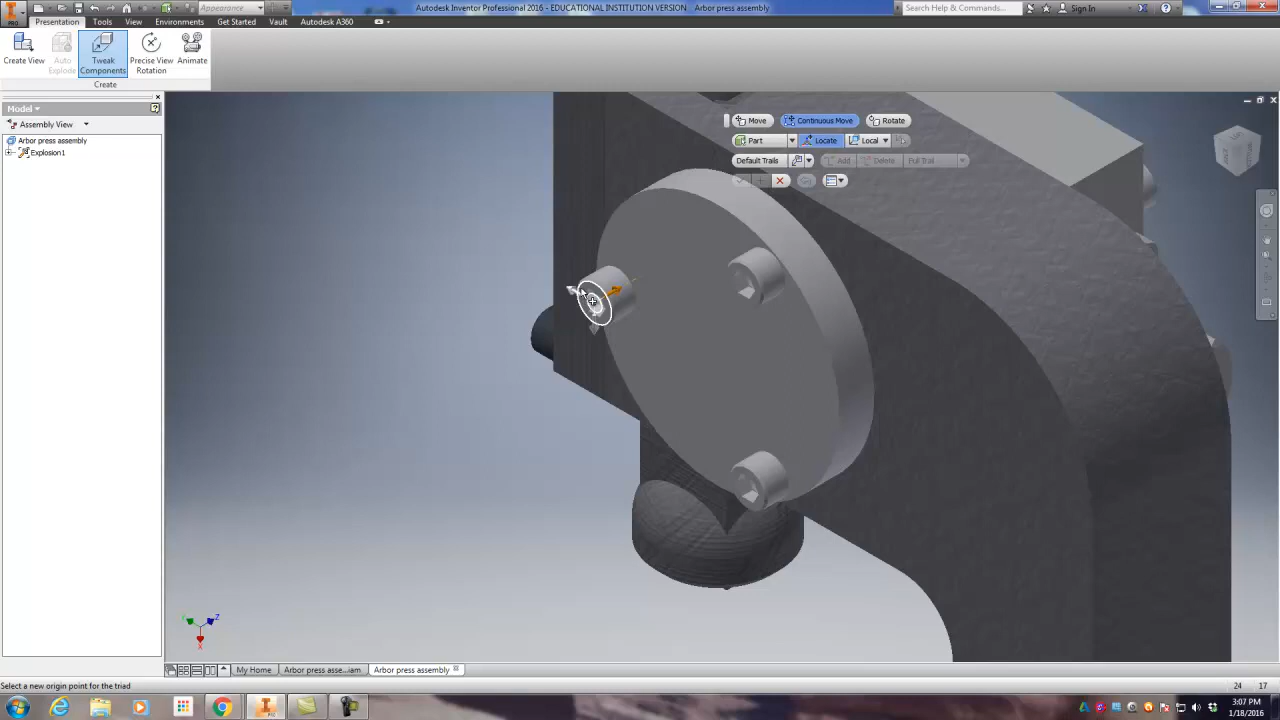 Appearance
Autodesk Inventor Professional 2016 - EDUCATIONAL INSTITUTION VERSION Arbor press assembly
Search Help & Commands...
Sign In
PRO
Presentation Tools View Environments Get Started Vault Autodesk A360
Create View
Auto Explode
Tweak Components
Precise View Rotation
Animate
Create
Model
Assembly View
Arbor press assembly
Explosion1
Move Continuous Move Rotate
Part Locate Local
Default Trails Add Delete Full Trail
Z
X
My Home Arbor press asse...iam Arbor press assembly
Select a new origin point for the triad
24 17
3:07 PM
1/18/2016